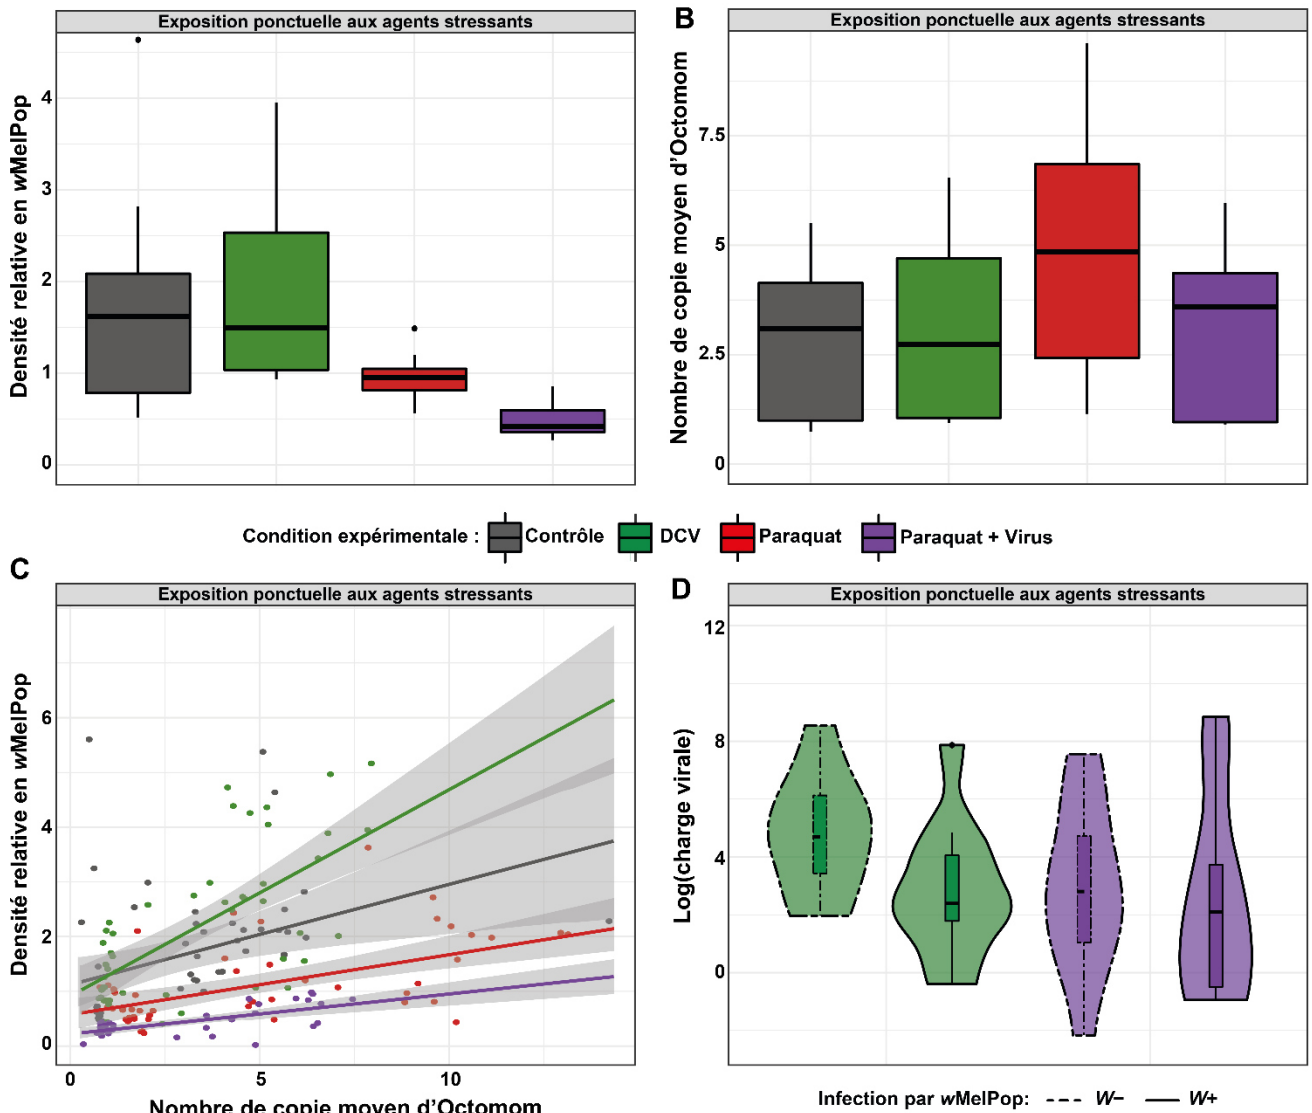 Exposition ponctuelle aux agents stressants
Densité relative en wMelPop
4
3
2
1
0
B
Exposition ponctuelle aux agents stressants
Nombre de copie moyen d'Octomom
7.5
5
2.5
0
Condition expérimentale : Contrôle DCV Paraquat Paraquat + Virus
C
Exposition ponctuelle aux agents stressants
Densité relative en wMelPop
6
4
2
0
0 5 10
Nombre de copie moyen d'Octomom
D
Exposition ponctuelle aux agents stressants
Log(charge virale)
12
8
4
0
Infection par wMelPop: W− W+